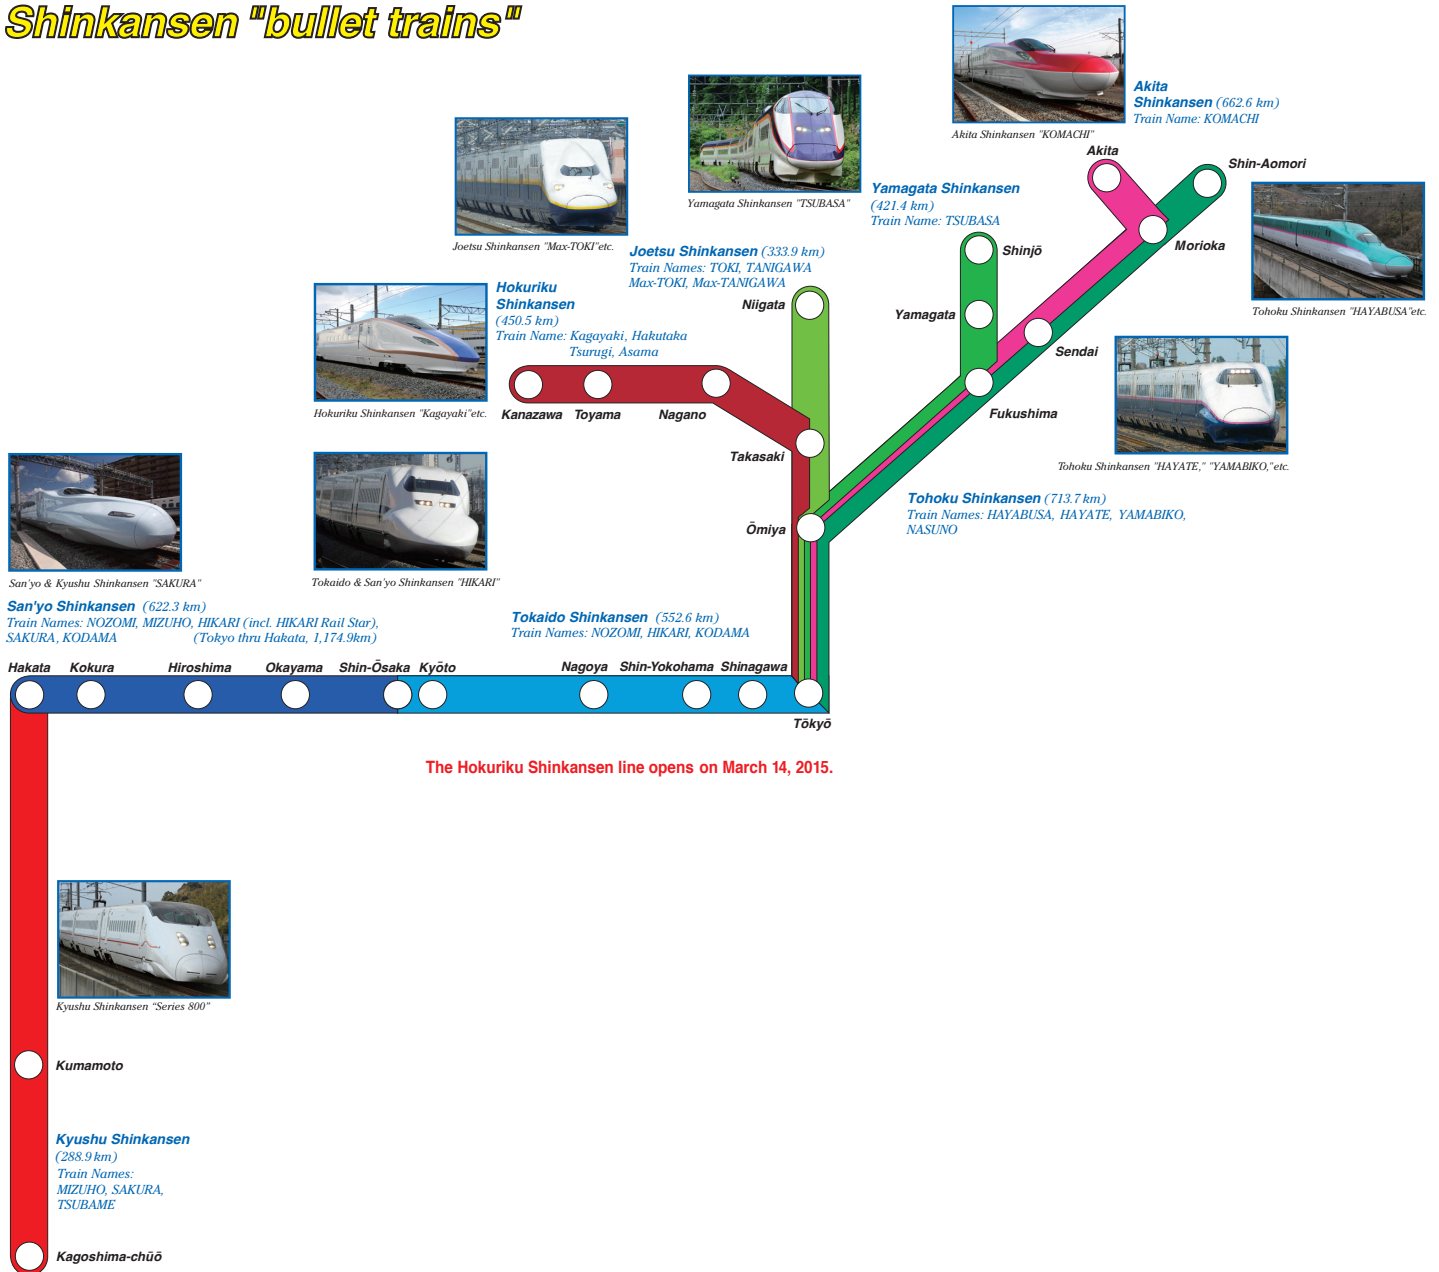 Shinkansen "bullet trains"
Akita
Shinkansen (662.6 km)
Train Name: KOMACHI
Akita Shinkansen "KOMACHI"
Akita
Shin-Aomori
Yamagata Shinkansen "TSUBASA"
Yamagata Shinkansen
(421.4 km)
Train Name: TSUBASA
Joetsu Shinkansen "Max-TOKI"etc.
Joetsu Shinkansen (333.9 km)
Train Names: TOKI, TANIGAWA
Max-TOKI, Max-TANIGAWA
Shinjō
Morioka
Hokuriku
Shinkansen
(450.5 km)
Train Name: Kagayaki, Hakutaka
Tsurugi, Asama
Niigata
Yamagata
Tohoku Shinkansen "HAYABUSA"etc.
Sendai
Hokuriku Shinkansen "Kagayaki"etc.
Kanazawa
Toyama
Nagano
Fukushima
Takasaki
Tohoku Shinkansen "HAYATE," "YAMABIKO,"etc.
Tohoku Shinkansen (713.7 km)
Train Names: HAYABUSA, HAYATE, YAMABIKO,
NASUNO
Ōmiya
San'yo & Kyushu Shinkansen "SAKURA"
Tokaido & San'yo Shinkansen "HIKARI"
San'yo Shinkansen (622.3 km)
Train Names: NOZOMI, MIZUHO, HIKARI (incl. HIKARI Rail Star),
SAKURA, KODAMA (Tokyo thru Hakata, 1,174.9km)
Tokaido Shinkansen (552.6 km)
Train Names: NOZOMI, HIKARI, KODAMA
Hakata
Kokura
Hiroshima
Okayama
Shin-Ōsaka
Kyōto
Nagoya
Shin-Yokohama
Shinagawa
Tōkyō
The Hokuriku Shinkansen line opens on March 14, 2015.
Kyushu Shinkansen “Series 800”
Kumamoto
Kyushu Shinkansen
(288.9 km)
Train Names:
MIZUHO, SAKURA,
TSUBAME
Kagoshima-chūō